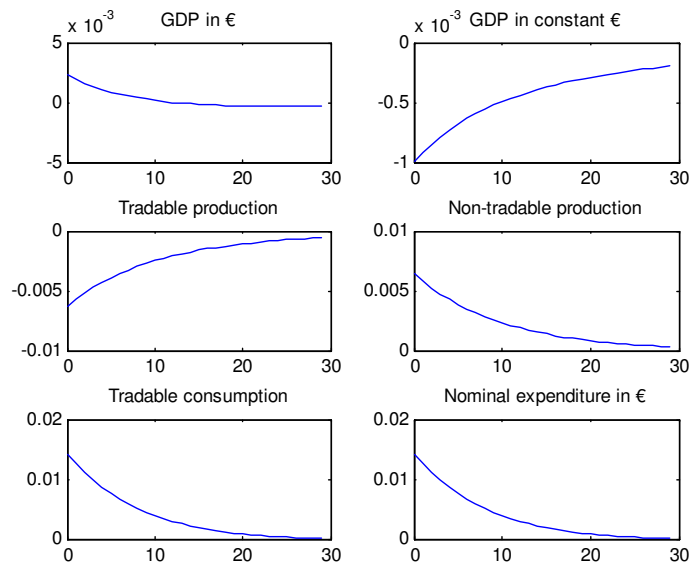 GDP in €
x 10⁻³
5
0
-5
0 10 20 30
GDP in constant €
x 10⁻³
0
-0.5
-1
0 10 20 30
Tradable production
0
-0.005
-0.01
0 10 20 30
Non-tradable production
0.01
0.005
0
0 10 20 30
Tradable consumption
0.02
0.01
0
0 10 20 30
Nominal expenditure in €
0.02
0.01
0
0 10 20 30